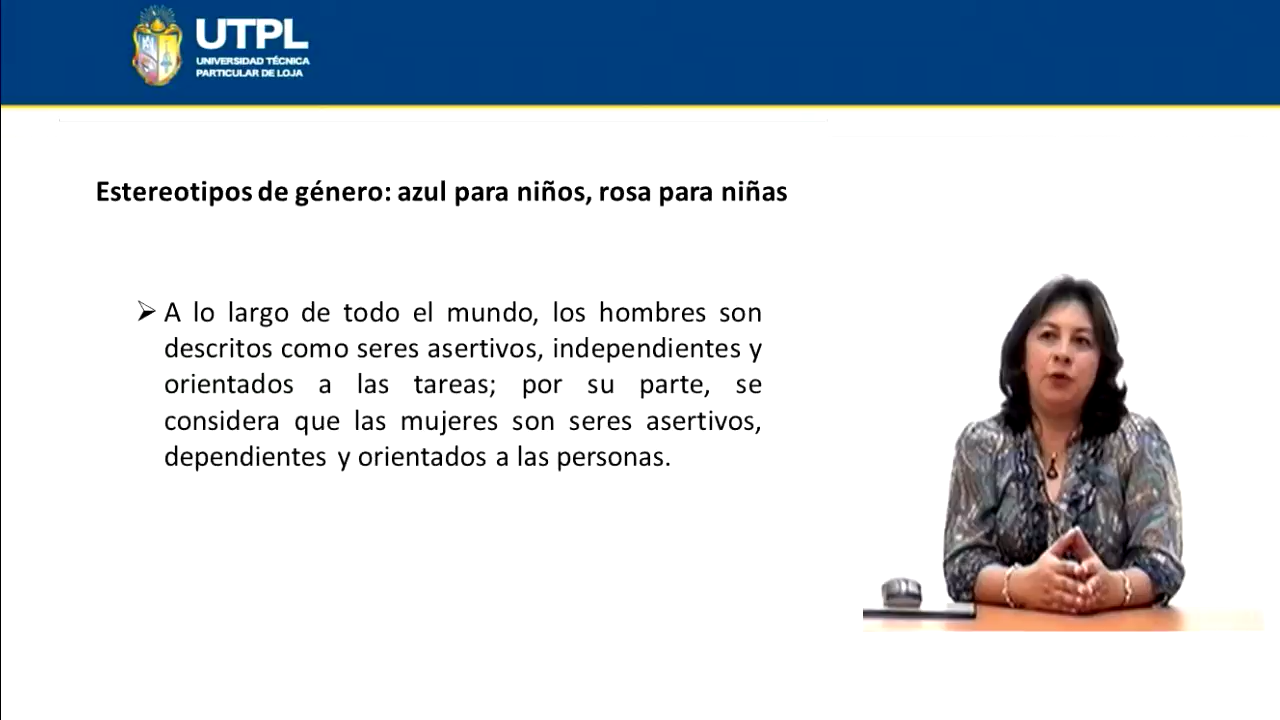 UTPL
UNIVERSIDAD TÉCNICA
PARTICULAR DE LOJA
Estereotipos de género: azul para niños, rosa para niñas
A lo largo de todo el mundo, los hombres son
descritos como seres asertivos, independientes y
orientados a las tareas; por su parte, se
considera que las mujeres son seres asertivos,
dependientes y orientados a las personas.